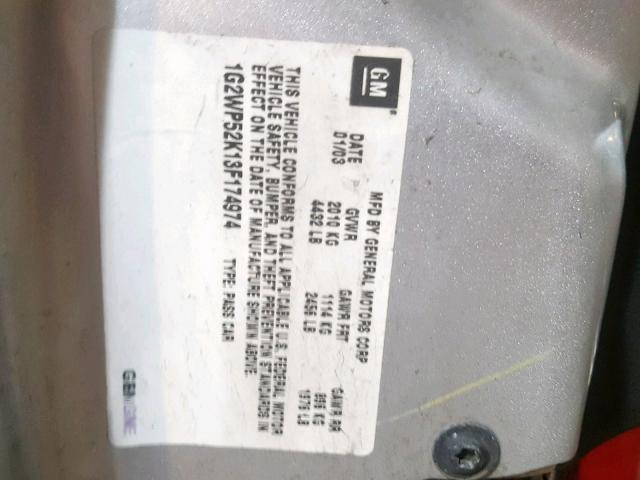 GM
MFD BY GENERAL MOTORS CORP
DATE GVWR GAWR FRT GAWR RR
01/03 2010 KG 1114 KG 896 KG
4432 LB 2456 LB 1976 LB
THIS VEHICLE CONFORMS TO ALL APPLICABLE U.S. FEDERAL MOTOR
VEHICLE SAFETY, BUMPER, AND THEFT PREVENTION STANDARDS IN
EFFECT ON THE DATE OF MANUFACTURE SHOWN ABOVE.
1G2WP52K13F174974 TYPE: PASS CAR